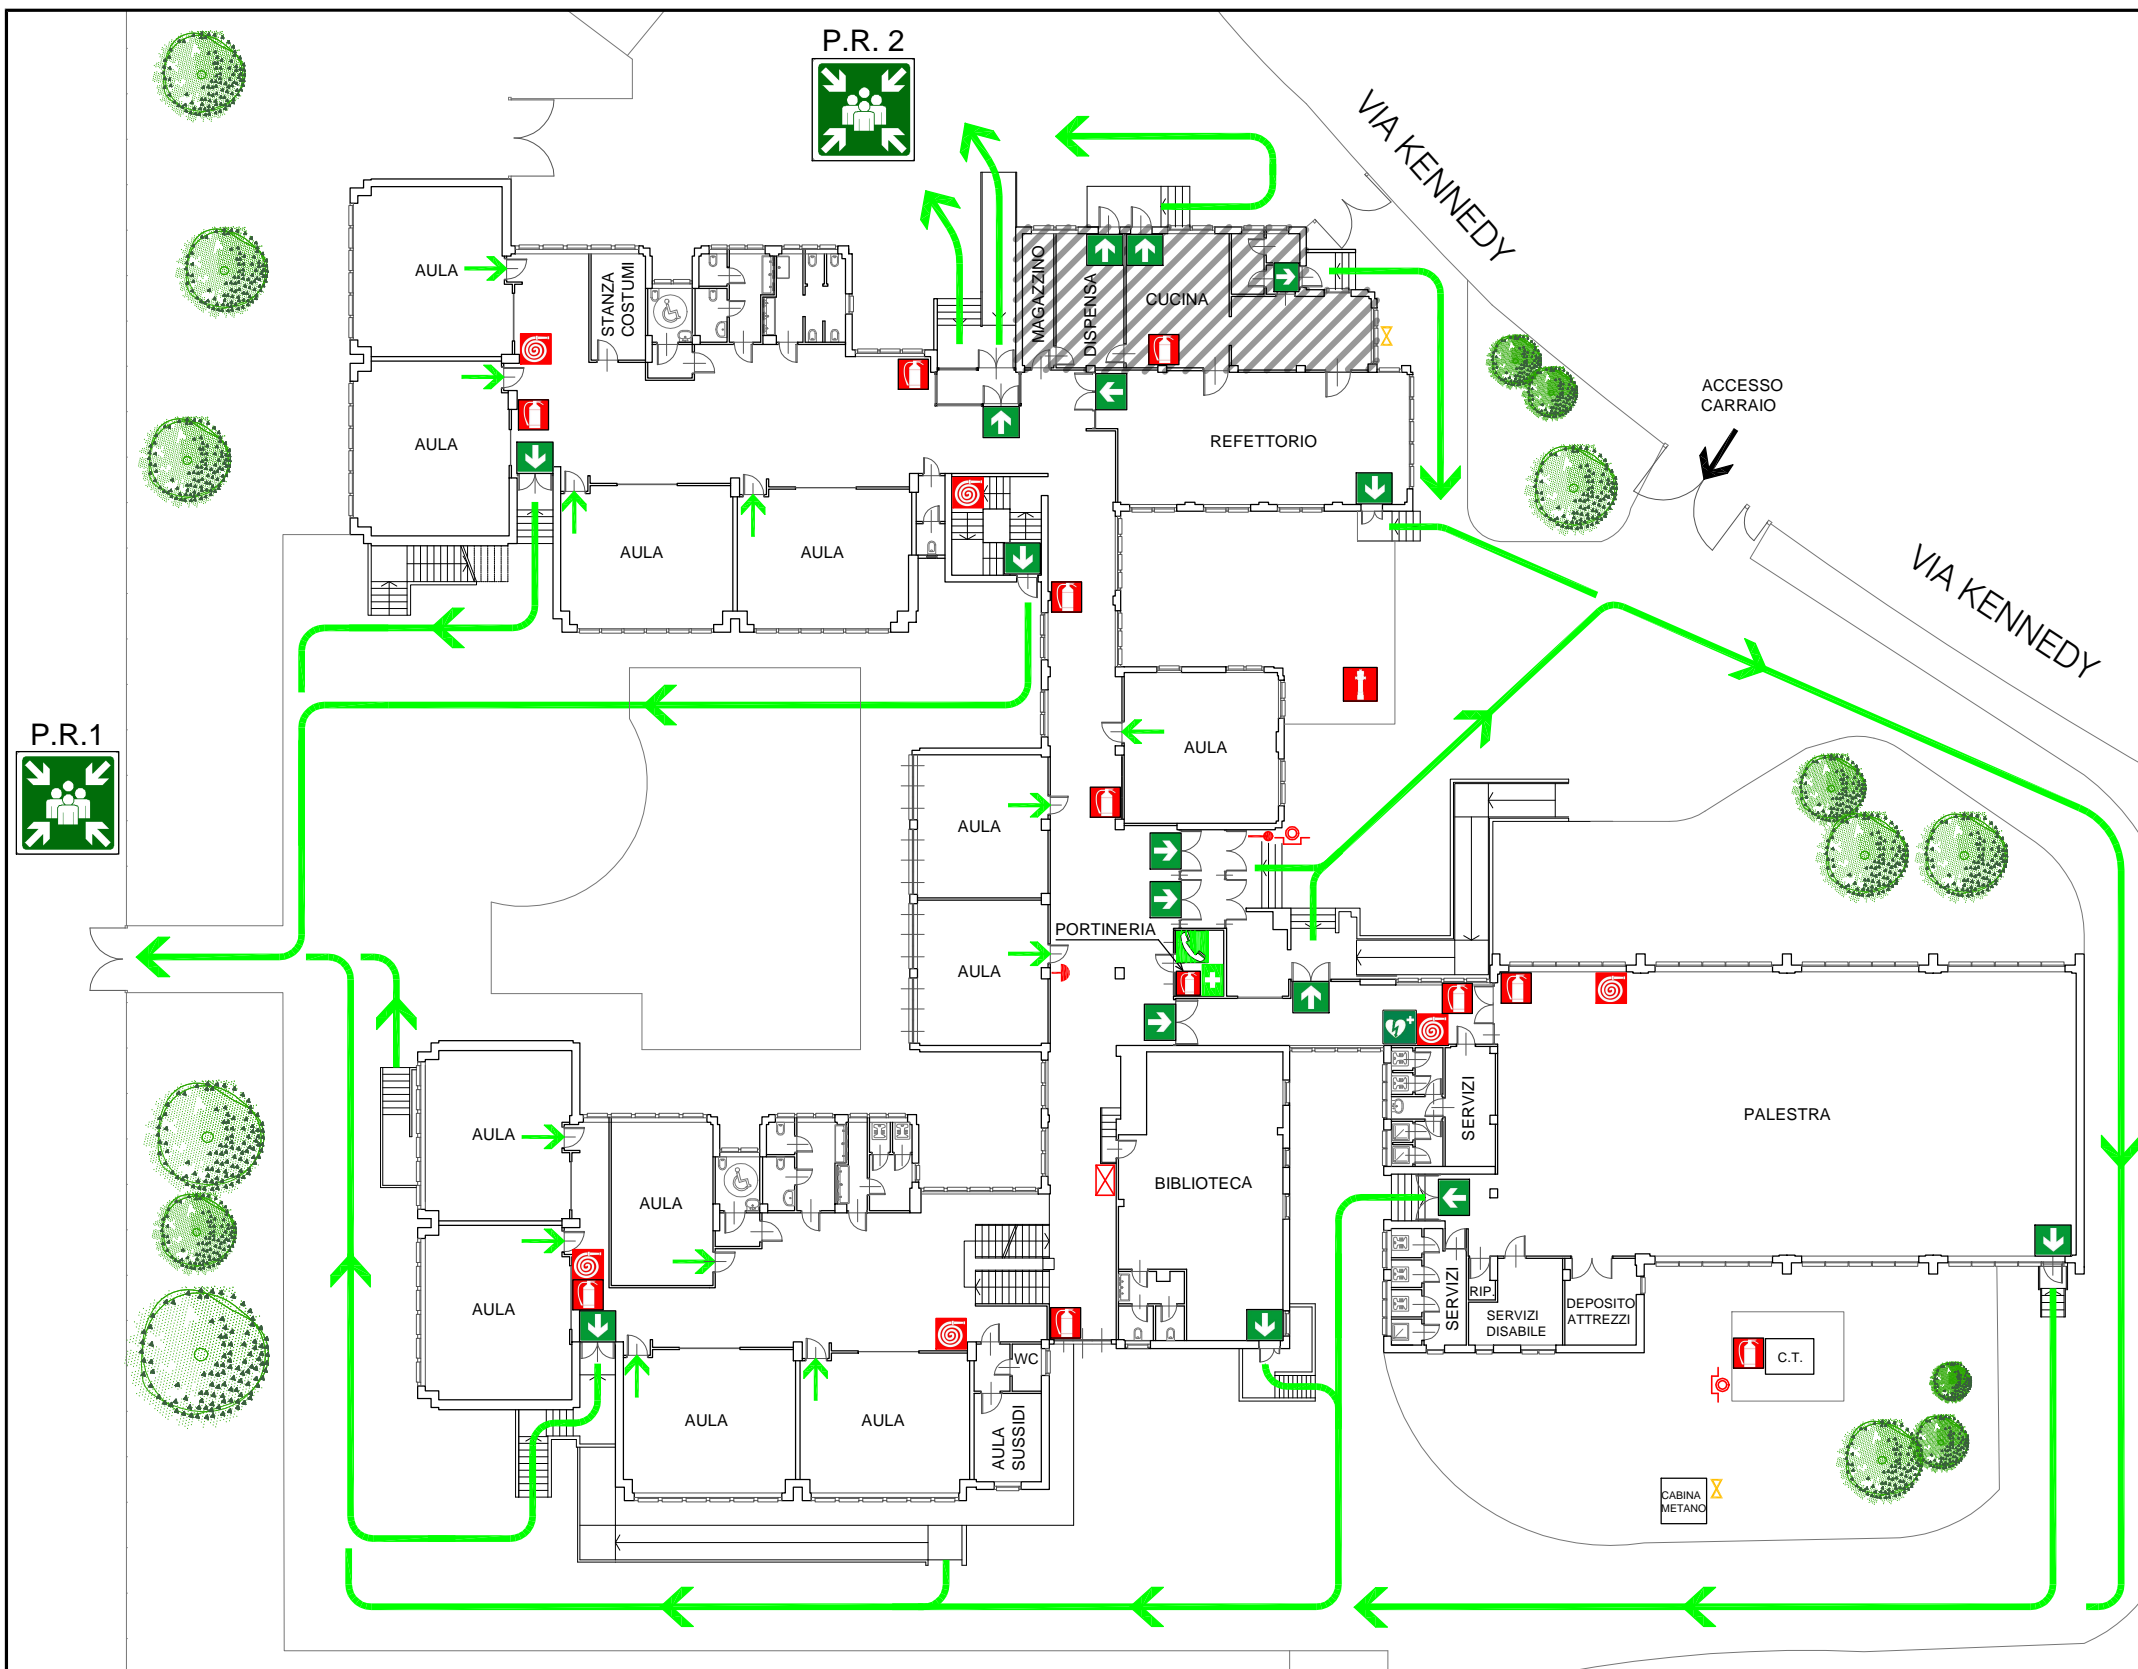 P.R. 2
VIA KENNEDY
AULA
STANZA
COSTUMI
MAGAZZINO
DISPENSA
CUCINA
ACCESSO
CARRAIO
AULA
REFETTORIO
AULA
AULA
VIA KENNEDY
P.R.1
AULA
AULA
PORTINERIA
AULA
PALESTRA
SERVIZI
AULA
AULA
BIBLIOTECA
AULA
SERVIZI
RIP.
SERVIZI
DISABILE
DEPOSITO
ATTREZZI
C.T.
WC
AULA
AULA
AULA
SUSSIDI
CABINA
METANO